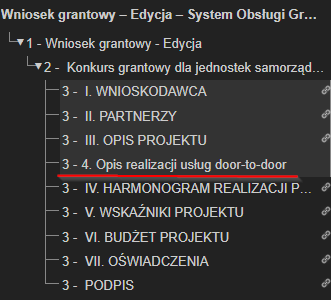 Wniosek grantowy – Edycja – System Obsługi Gr...
1 - Wniosek grantowy - Edycja
2 - Konkurs grantowy dla jednostek samorząd...
3 - I. WNIOSKODAWCA
3 - II. PARTNERZY
3 - III. OPIS PROJEKTU
3 - 4. Opis realizacji usług door-to-door
3 - IV. HARMONOGRAM REALIZACJI P...
3 - V. WSKAŹNIKI PROJEKTU
3 - VI. BUDŻET PROJEKTU
3 - VII. OŚWIADCZENIA
3 - PODPIS